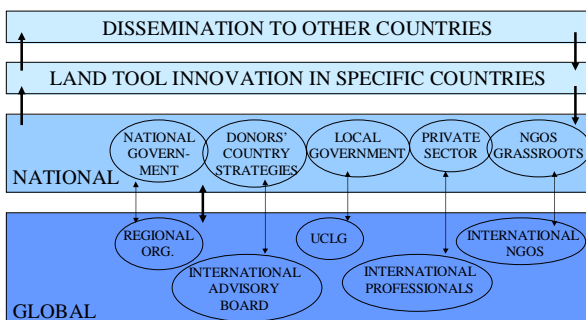 DISSEMINATION TO OTHER COUNTRIES
LAND TOOL INNOVATION IN SPECIFIC COUNTRIES
NATIONAL
GOVERN-
MENT
DONORS'
COUNTRY
STRATEGIES
LOCAL
GOVERNMENT
PRIVATE
SECTOR
NGOS
GRASSROOTS
NATIONAL
REGIONAL
ORG.
INTERNATIONAL
ADVISORY
BOARD
UCLG
INTERNATIONAL
PROFESSIONALS
INTERNATIONAL
NGOS
GLOBAL